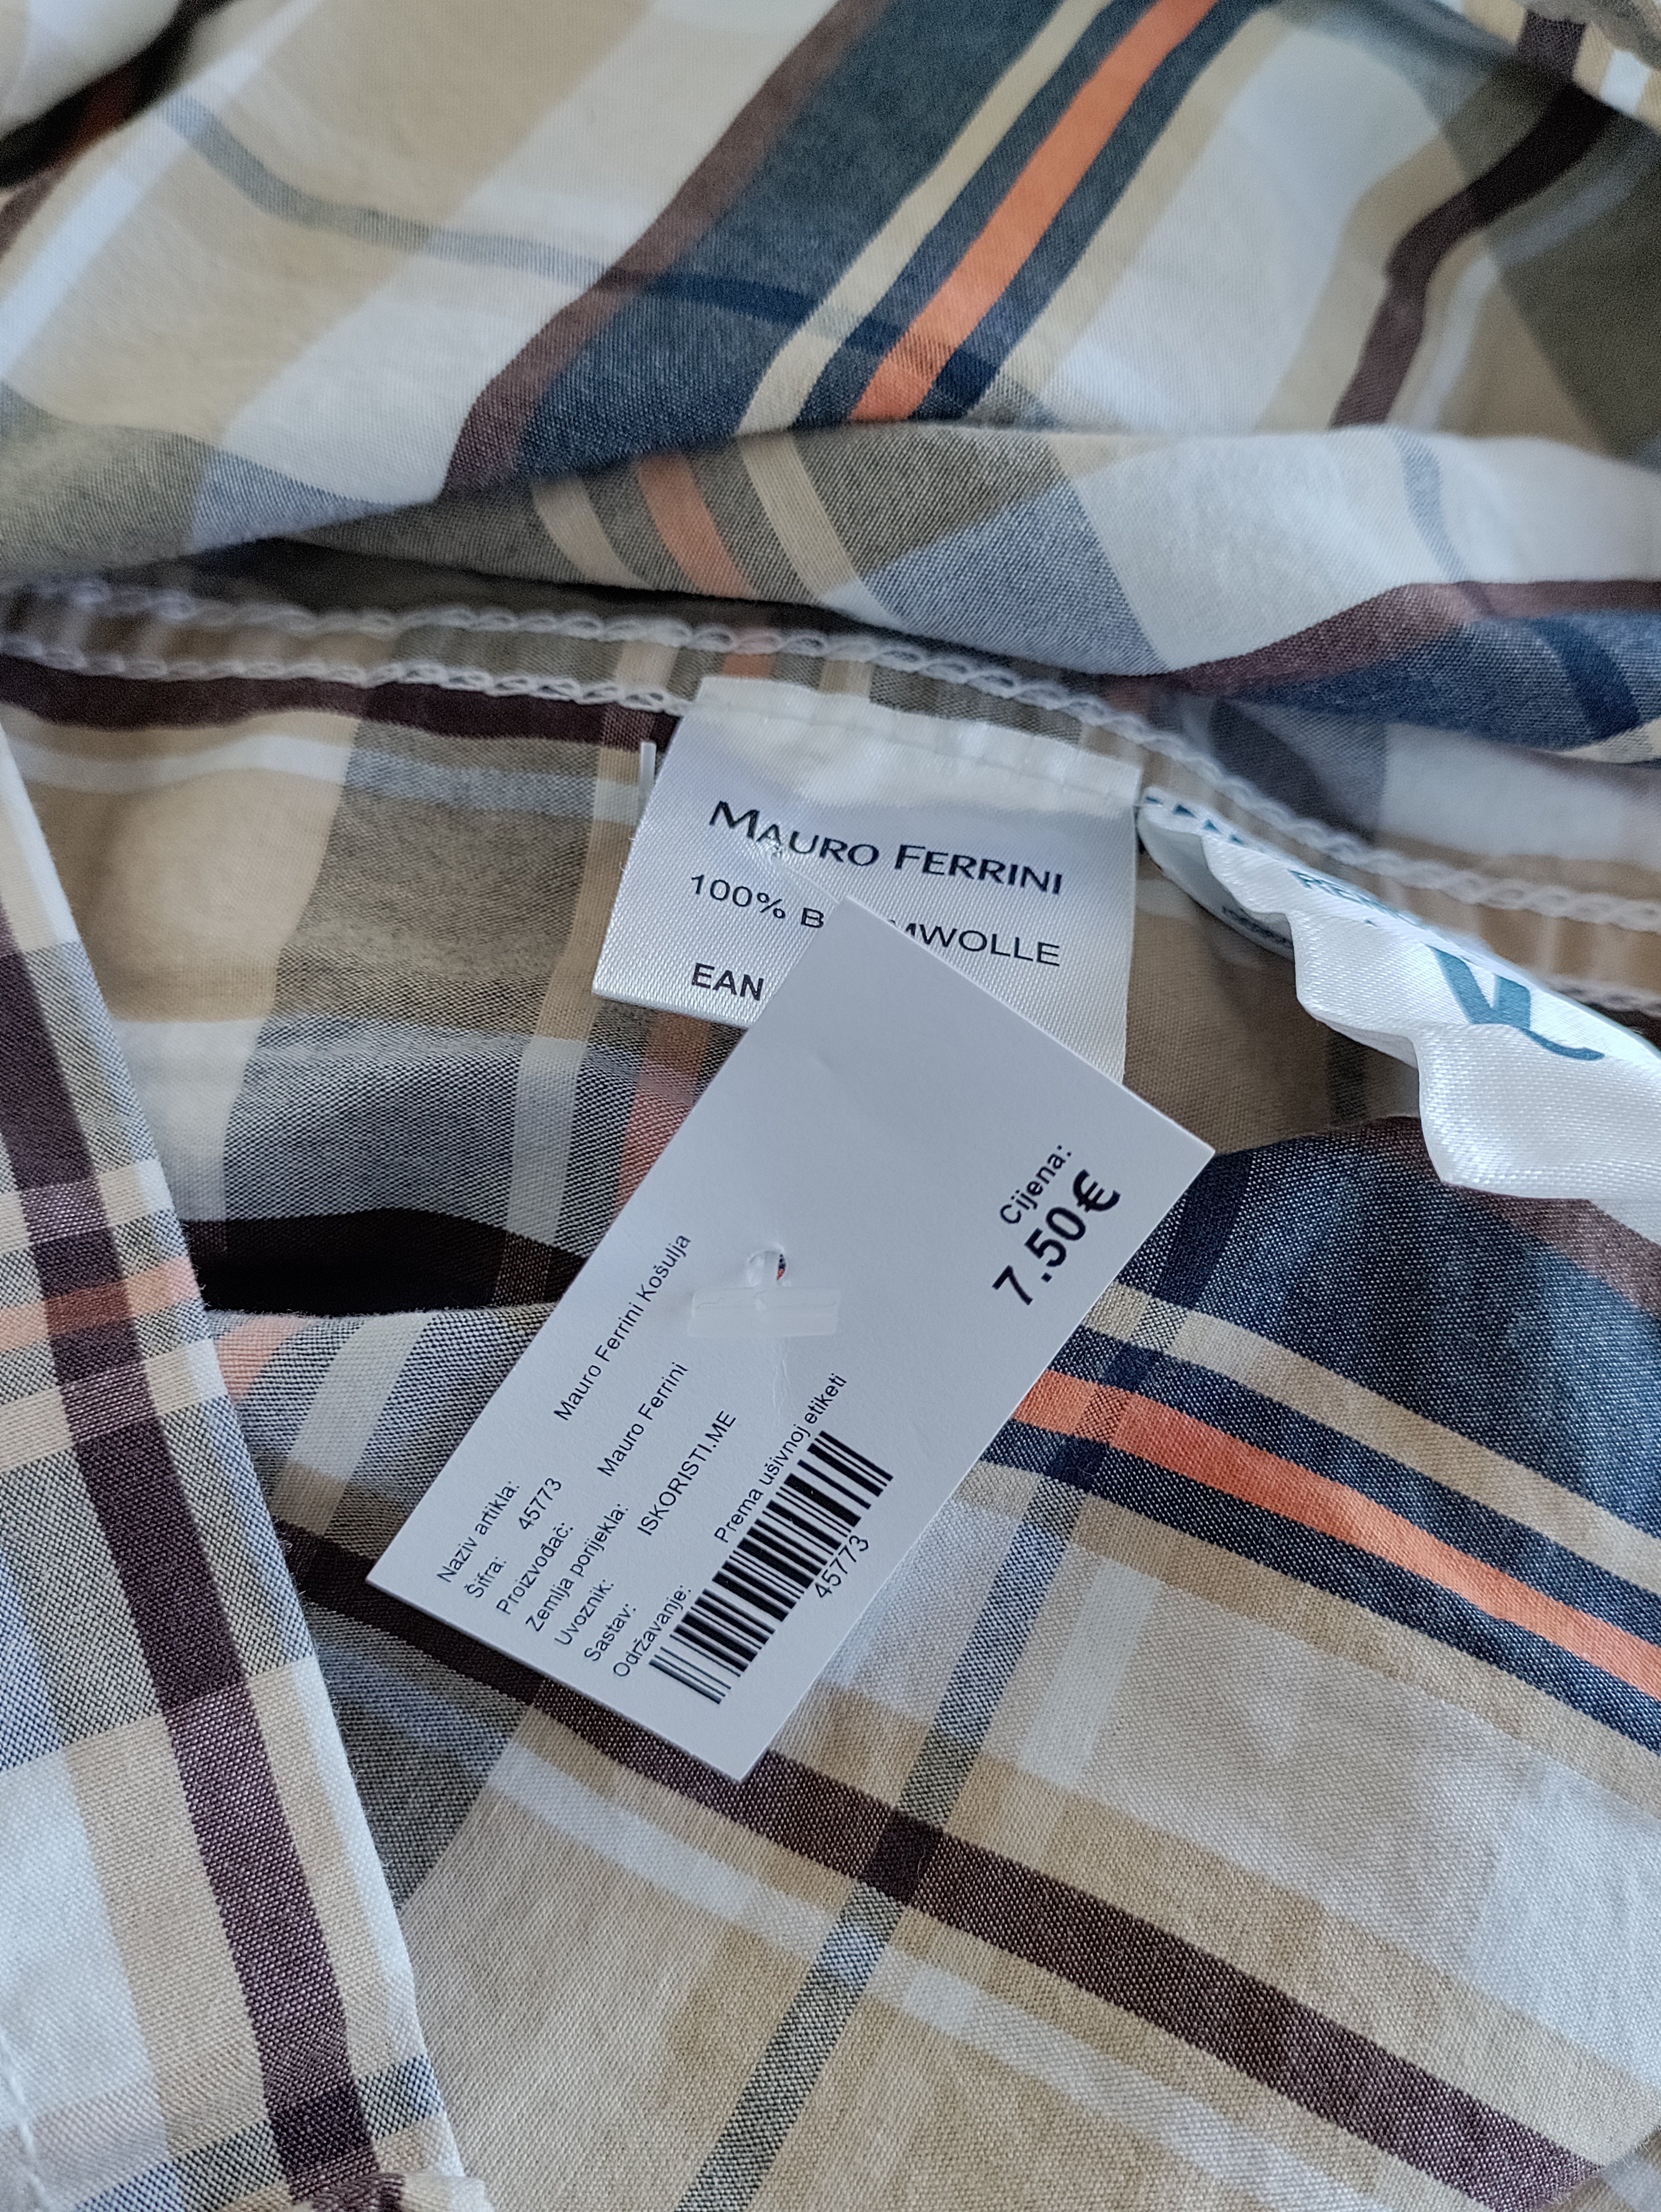 MAURO FERRINI
100% B MWOLLE
EAN
Cijena:
7.50€
Naziv artikla: Mauro Ferrini Košulja
Šifra: 45773
Proizvođač: Mauro Ferrini
Zemlja porijekla:
Uvoznik: ISKORISTI.ME
Sastav:
Održavanje: Prema ušivnoj etiketi
45773